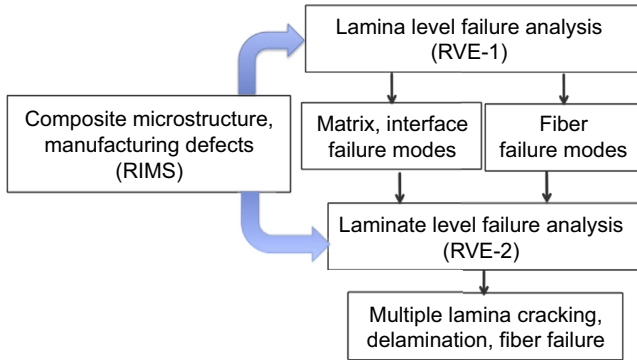 Lamina level failure analysis
(RVE-1)
Composite microstructure,
manufacturing defects
(RIMS)
Matrix, interface
failure modes
Fiber
failure modes
Laminate level failure analysis
(RVE-2)
Multiple lamina cracking,
delamination, fiber failure